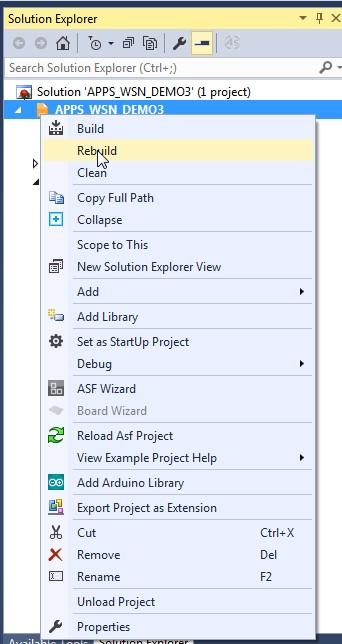 Solution Explorer
Search Solution Explorer (Ctrl+;)
Solution 'APPS_WSN_DEMO3' (1 project)
APPS_WSN_DEMO3
Build
Rebuild
Clean
Copy Full Path
Collapse
Scope to This
New Solution Explorer View
Add
Add Library
Set as StartUp Project
Debug
ASF Wizard
Board Wizard
Reload Asf Project
View Example Project Help
Add Arduino Library
Export Project as Extension
Cut Ctrl+X
Remove Del
Rename F2
Unload Project
Properties
Available Tools Solution Explorer